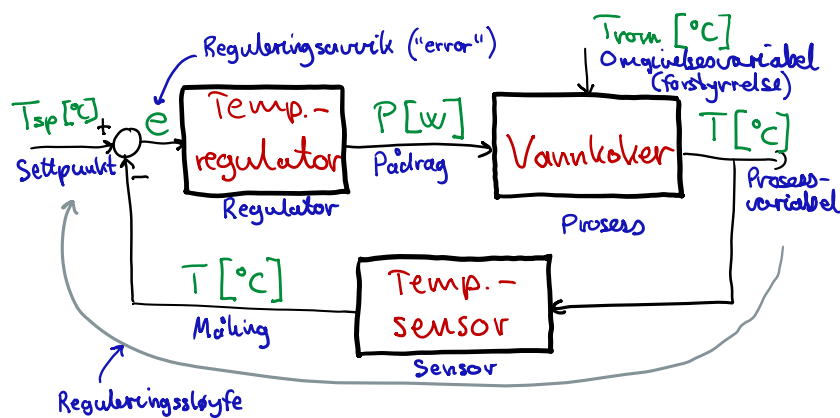 Reguleringsavvik ("error")
Trom [°C]
Omgivelsesvariabel
(forstyrrelse)
Tsp [°C]
+
e
Temp.-
regulator
P [W]
Vannkoker
T [°C]
Settpunkt
−
Pådrag
Prosess-
variabel
Regulator
Prosess
T [°C]
Temp.-
sensor
Måling
Sensor
Reguleringssløyfe